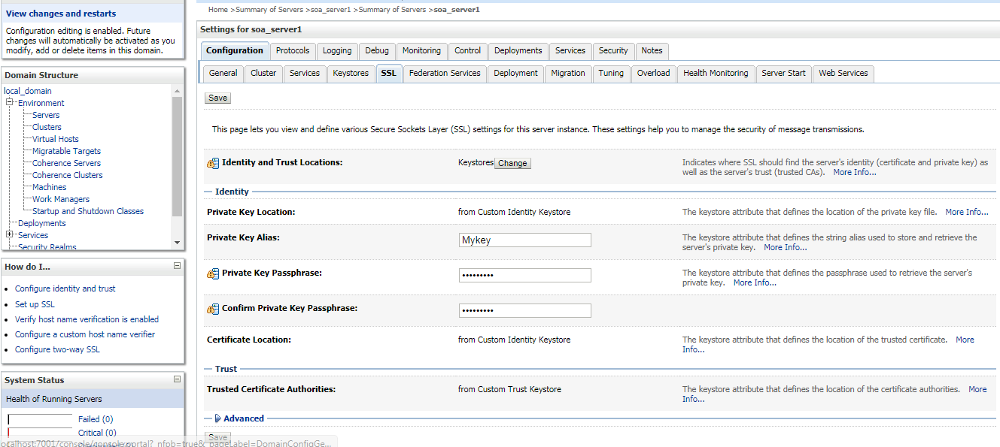 Home >Summary of Servers >soa_server1 >Summary of Servers >soa_server1
View changes and restarts
Configuration editing is enabled. Future
changes will automatically be activated as you
modify, add or delete items in this domain.
Domain Structure
local_domain
Environment
Servers
Clusters
Virtual Hosts
Migratable Targets
Coherence Servers
Coherence Clusters
Machines
Work Managers
Startup and Shutdown Classes
Deployments
Services
Security Realms
How do I...
Configure identity and trust
Set up SSL
Verify host name verification is enabled
Configure a custom host name verifier
Configure two-way SSL
System Status
Health of Running Servers
Failed (0)
Critical (0)
Settings for soa_server1
Configuration Protocols Logging Debug Monitoring Control Deployments Services Security Notes
General Cluster Services Keystores SSL Federation Services Deployment Migration Tuning Overload Health Monitoring Server Start Web Services
Save
This page lets you view and define various Secure Sockets Layer (SSL) settings for this server instance. These settings help you to manage the security of message transmissions.
Identity and Trust Locations: Keystores Change
Indicates where SSL should find the server's identity (certificate and private key) as
well as the server's trust (trusted CAs). More Info...
Identity
Private Key Location: from Custom Identity Keystore The keystore attribute that defines the location of the private key file. More Info...
Private Key Alias: Mykey
The keystore attribute that defines the string alias used to store and retrieve the
server's private key. More Info...
Private Key Passphrase: •••••••••
The keystore attribute that defines the passphrase used to retrieve the server's
private key. More Info...
Confirm Private Key Passphrase: •••••••••
Certificate Location: from Custom Identity Keystore The keystore attribute that defines the location of the trusted certificate. More
Info...
Trust
Trusted Certificate Authorities: from Custom Trust Keystore The keystore attribute that defines the location of the certificate authorities. More
Info...
Advanced
Save
ocalhost:7001/console/console.portal?_nfpb=true&_pageLabel=DomainConfigGe...